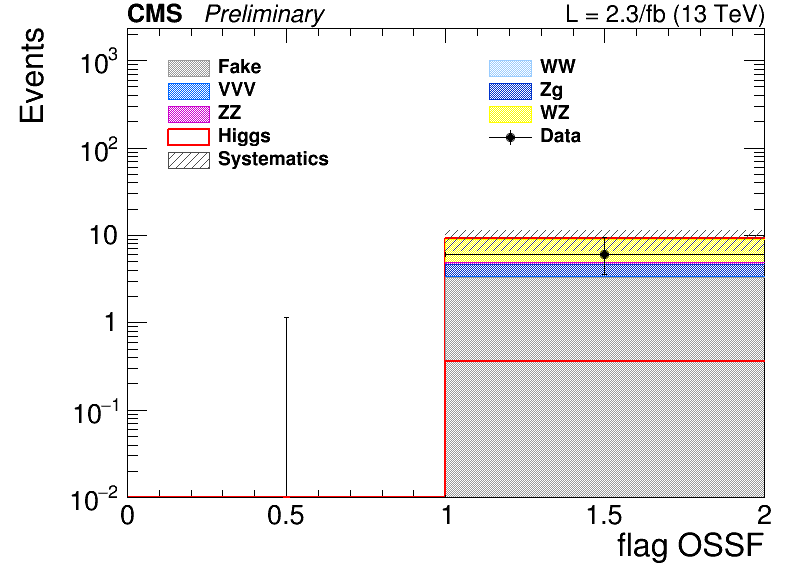 CMS Preliminary L = 2.3/fb (13 TeV)
Events
10³
10²
10
1
10⁻¹
10⁻²
Fake
VVV
ZZ
Higgs
Systematics
WW
Zg
WZ
Data
0 0.5 1 1.5 2
flag OSSF